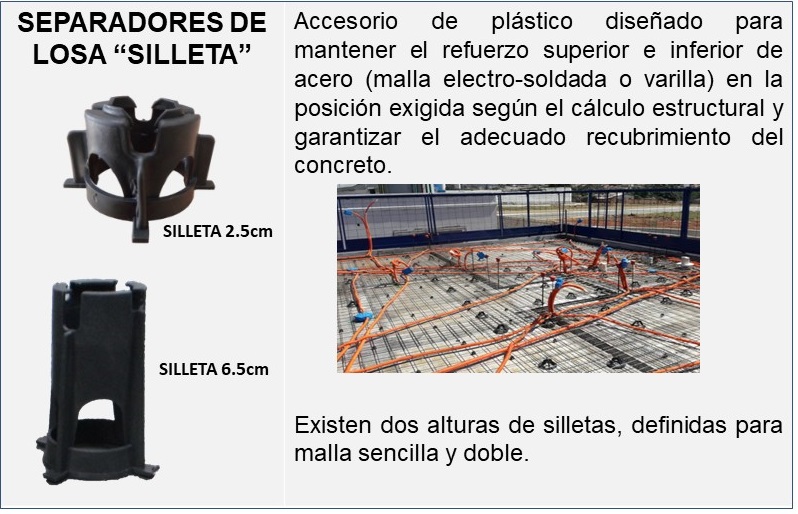 SEPARADORES DE
LOSA “SILLETA”
SILLETA 2.5cm
SILLETA 6.5cm
Accesorio de plástico diseñado para
mantener el refuerzo superior e inferior de
acero (malla electro-soldada o varilla) en la
posición exigida según el cálculo estructural y
garantizar el adecuado recubrimiento del
concreto.
Existen dos alturas de silletas, definidas para
malla sencilla y doble.